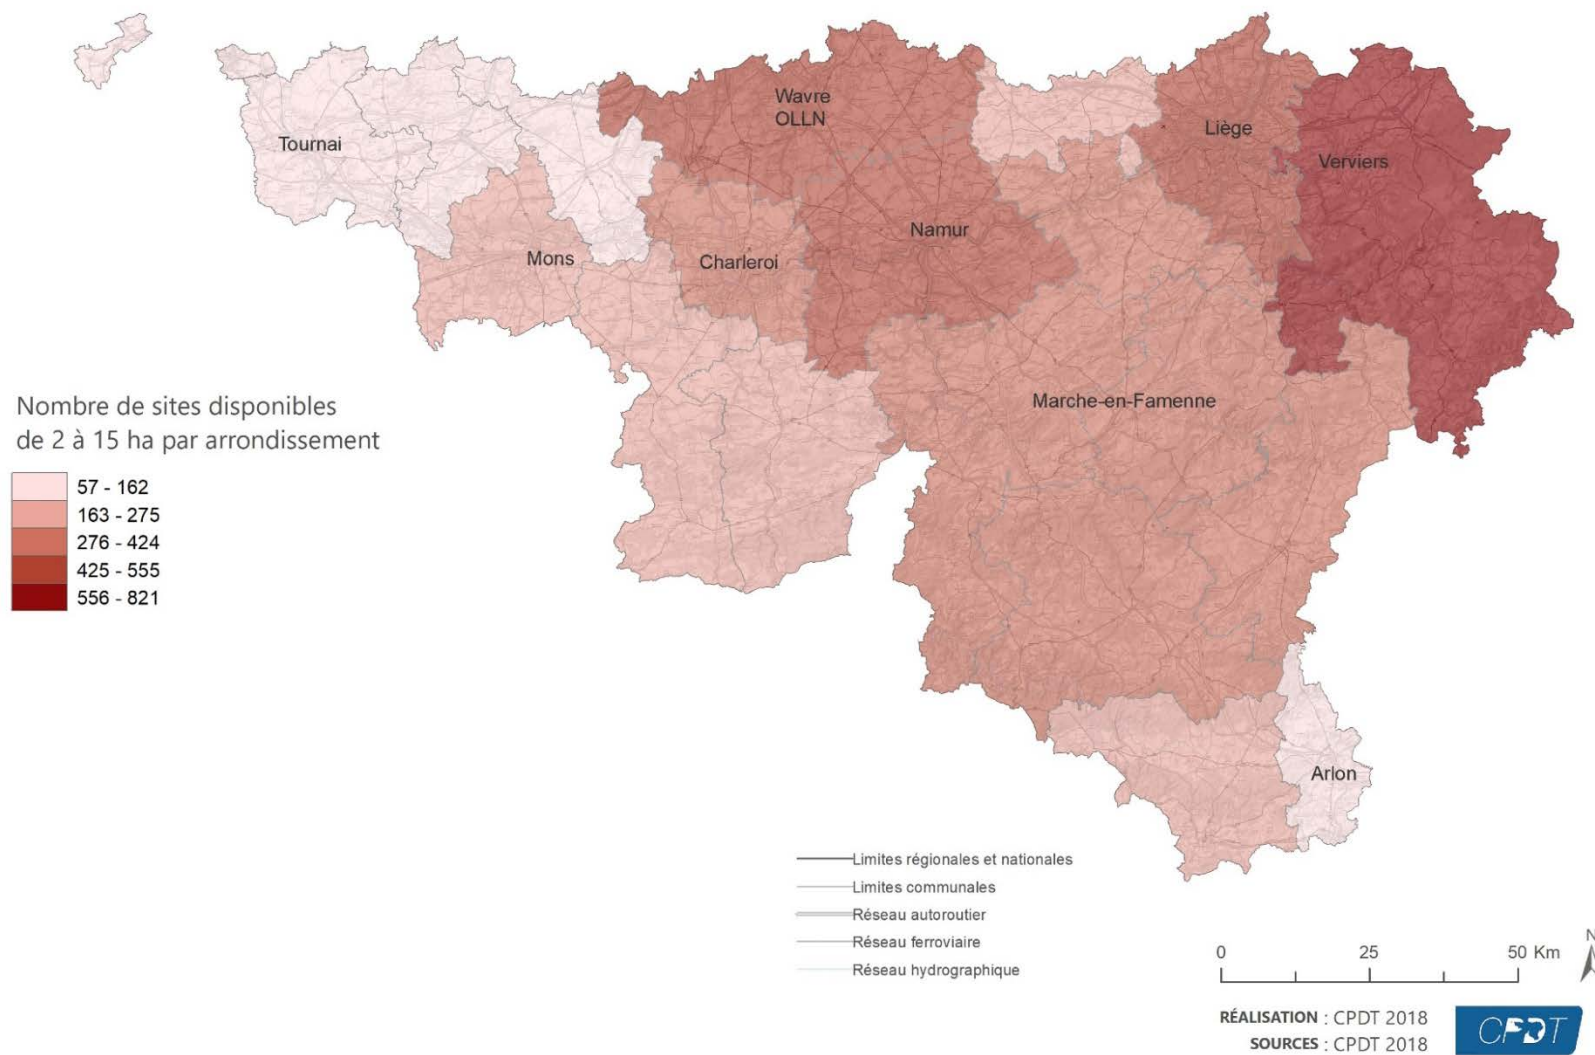 Wavre
OLLN
Liège
Tournai
Verviers
Namur
Mons
Charleroi
Marche-en-Famenne
Nombre de sites disponibles
de 2 à 15 ha par arrondissement
57 - 162
163 - 275
276 - 424
425 - 555
556 - 821
Arlon
Limites régionales et nationales
Limites communales
Réseau autoroutier
Réseau ferroviaire
Réseau hydrographique
N
0 25 50 Km
RÉALISATION : CPDT 2018
SOURCES : CPDT 2018
CPDT